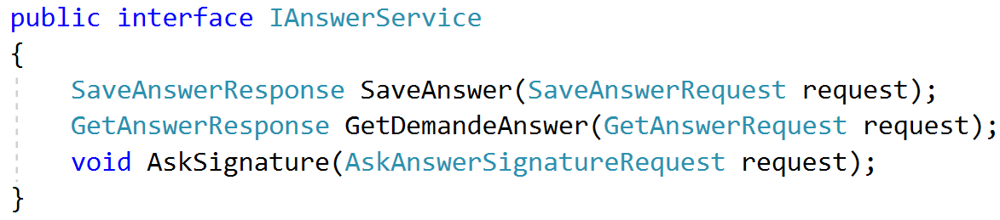 public interface IAnswerService
{
SaveAnswerResponse SaveAnswer(SaveAnswerRequest request);
GetAnswerResponse GetDemandeAnswer(GetAnswerRequest request);
void AskSignature(AskAnswerSignatureRequest request);
}